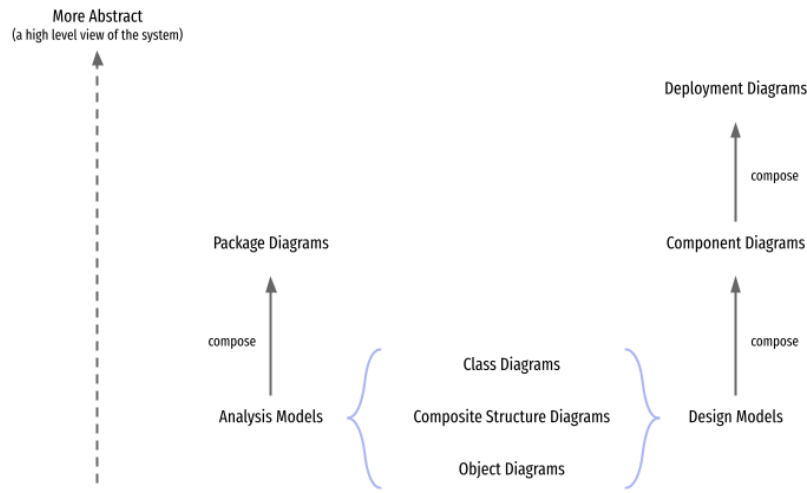 More Abstract
(a high level view of the system)
Deployment Diagrams
compose
Package Diagrams
Component Diagrams
compose
compose
Class Diagrams
Analysis Models
Composite Structure Diagrams
Design Models
Object Diagrams